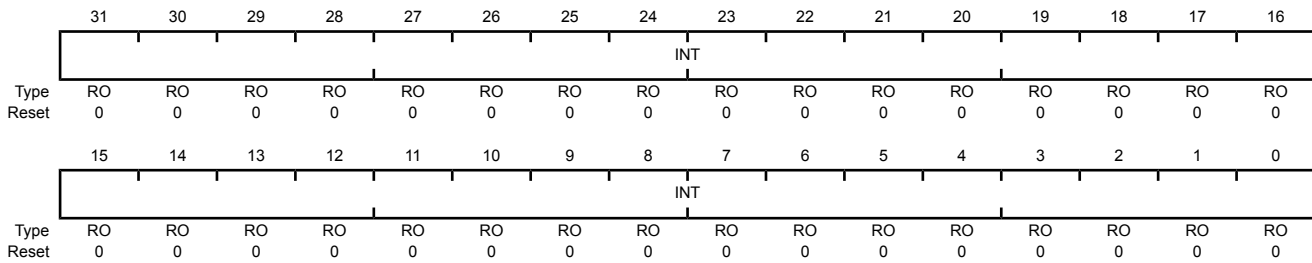 31 30 29 28 27 26 25 24 23 22 21 20 19 18 17 16
INT
Type RO RO RO RO RO RO RO RO RO RO RO RO RO RO RO RO
Reset 0 0 0 0 0 0 0 0 0 0 0 0 0 0 0 0
15 14 13 12 11 10 9 8 7 6 5 4 3 2 1 0
INT
Type RO RO RO RO RO RO RO RO RO RO RO RO RO RO RO RO
Reset 0 0 0 0 0 0 0 0 0 0 0 0 0 0 0 0